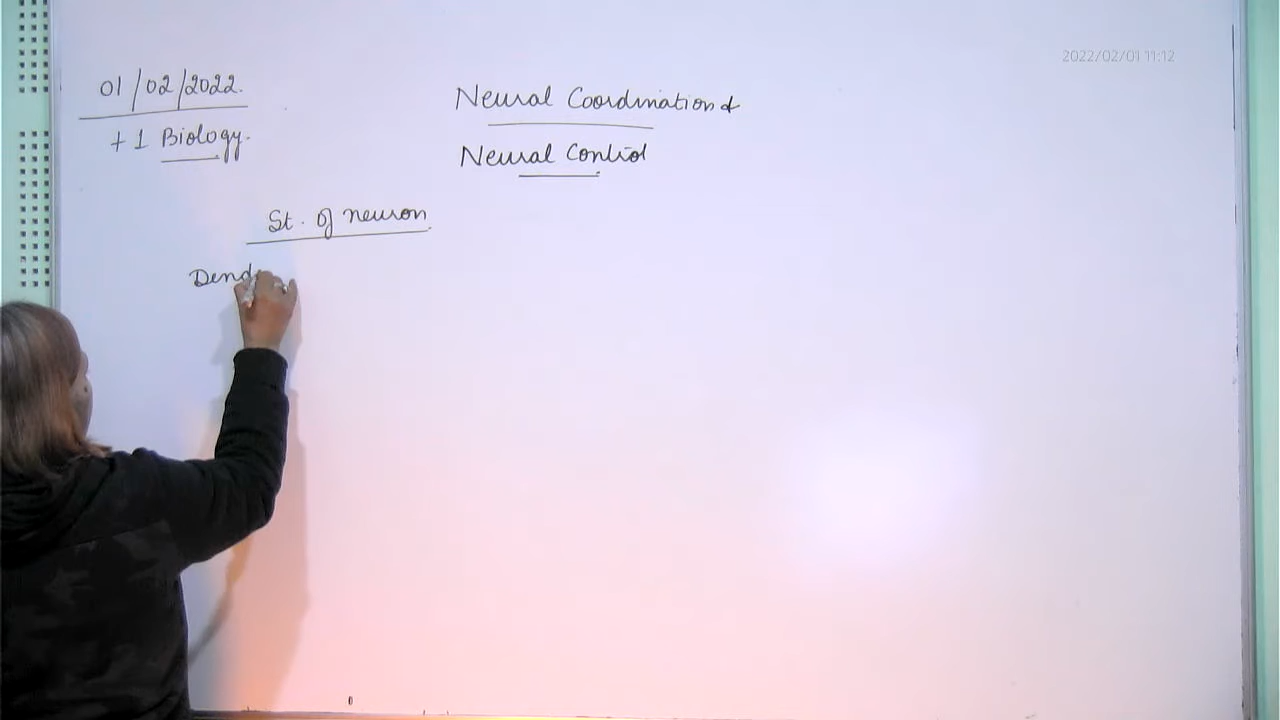 2022/02/01 11:12
01/02/2022.
Neural Coordination &
+1 Biology.
Neural Control
St. of neuron
Dend